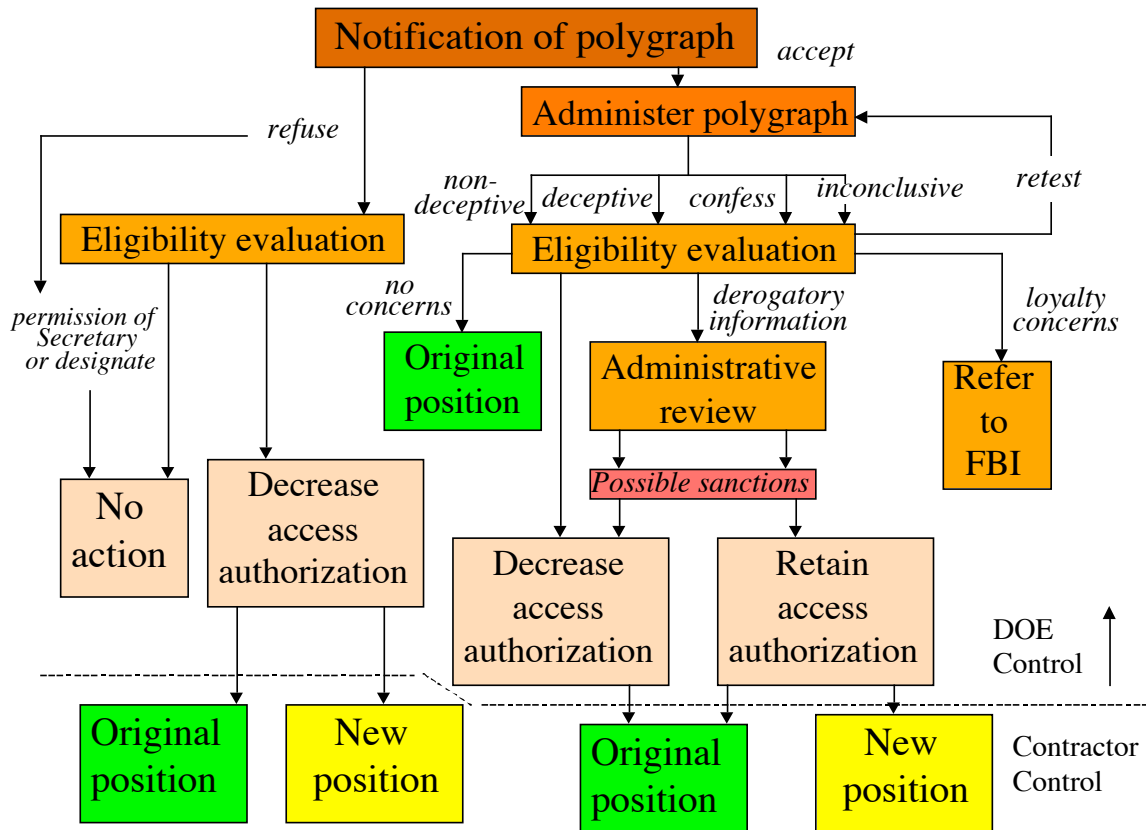 Notification of polygraph
accept
Administer polygraph
refuse
non-
deceptive
deceptive
confess
inconclusive
retest
Eligibility evaluation
Eligibility evaluation
no
concerns
derogatory
information
loyalty
concerns
permission of
Secretary
or designate
Original
position
Administrative
review
Refer
to
FBI
Possible sanctions
No
action
Decrease
access
authorization
Decrease
access
authorization
Retain
access
authorization
DOE
Control
Original
position
New
position
Original
position
New
position
Contractor
Control